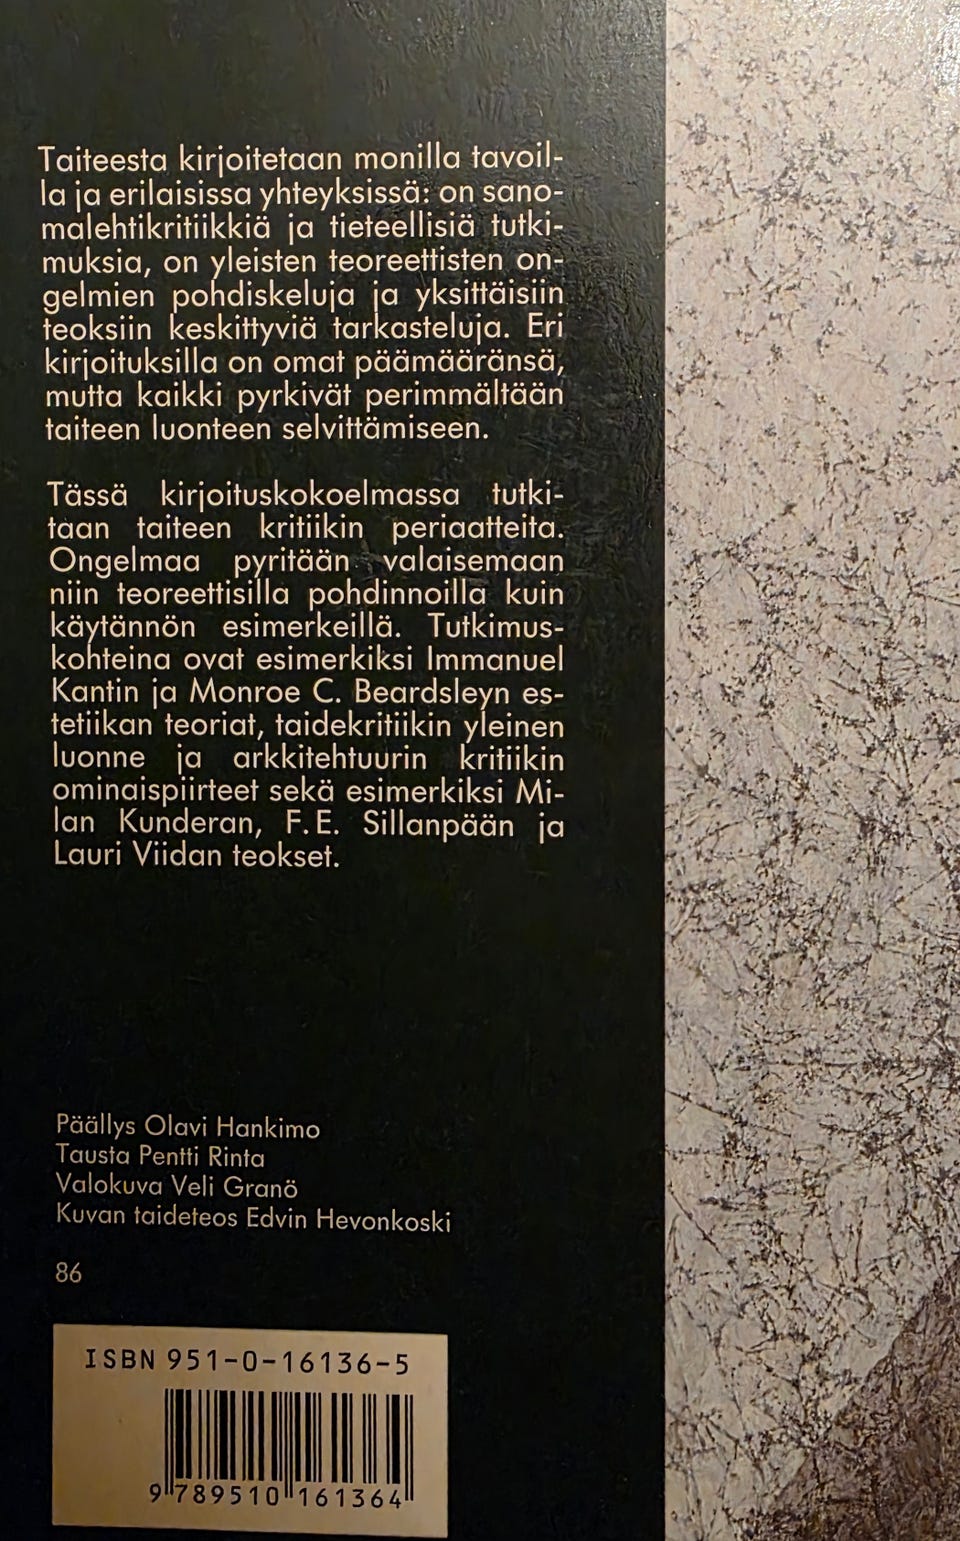 Taiteesta kirjoitetaan monilla tavoil-
la ja erilaisissa yhteyksissä: on sano-
malehtikritiikkiä ja tieteellisiä tutki-
muksia, on yleisten teoreettisten on-
gelmien pohdiskeluja ja yksittäisiin
teoksiin keskittyviä tarkasteluja. Eri
kirjoituksilla on omat päämääränsä,
mutta kaikki pyrkivät perimmältään
taiteen luonteen selvittämiseen.
Tässä kirjoituskokoelmassa tutki-
taan taiteen kritiikin periaatteita.
Ongelmaa pyritään valaisemaan
niin teoreettisilla pohdinnoilla kuin
käytännön esimerkeillä. Tutkimus-
kohteina ovat esimerkiksi Immanuel
Kantin ja Monroe C. Beardsleyn es-
tetiikan teoriat, taidekritiikin yleinen
luonne ja arkkitehtuurin kritiikin
ominaispiirteet sekä esimerkiksi Mi-
lan Kunderan, F.E. Sillanpään ja
Lauri Viidan teokset.
Päällys Olavi Hankimo
Tausta Pentti Rinta
Valokuva Veli Granö
Kuvan taideteos Edvin Hevonkoski
86
ISBN 951-0-16136-5
9 789510 161364